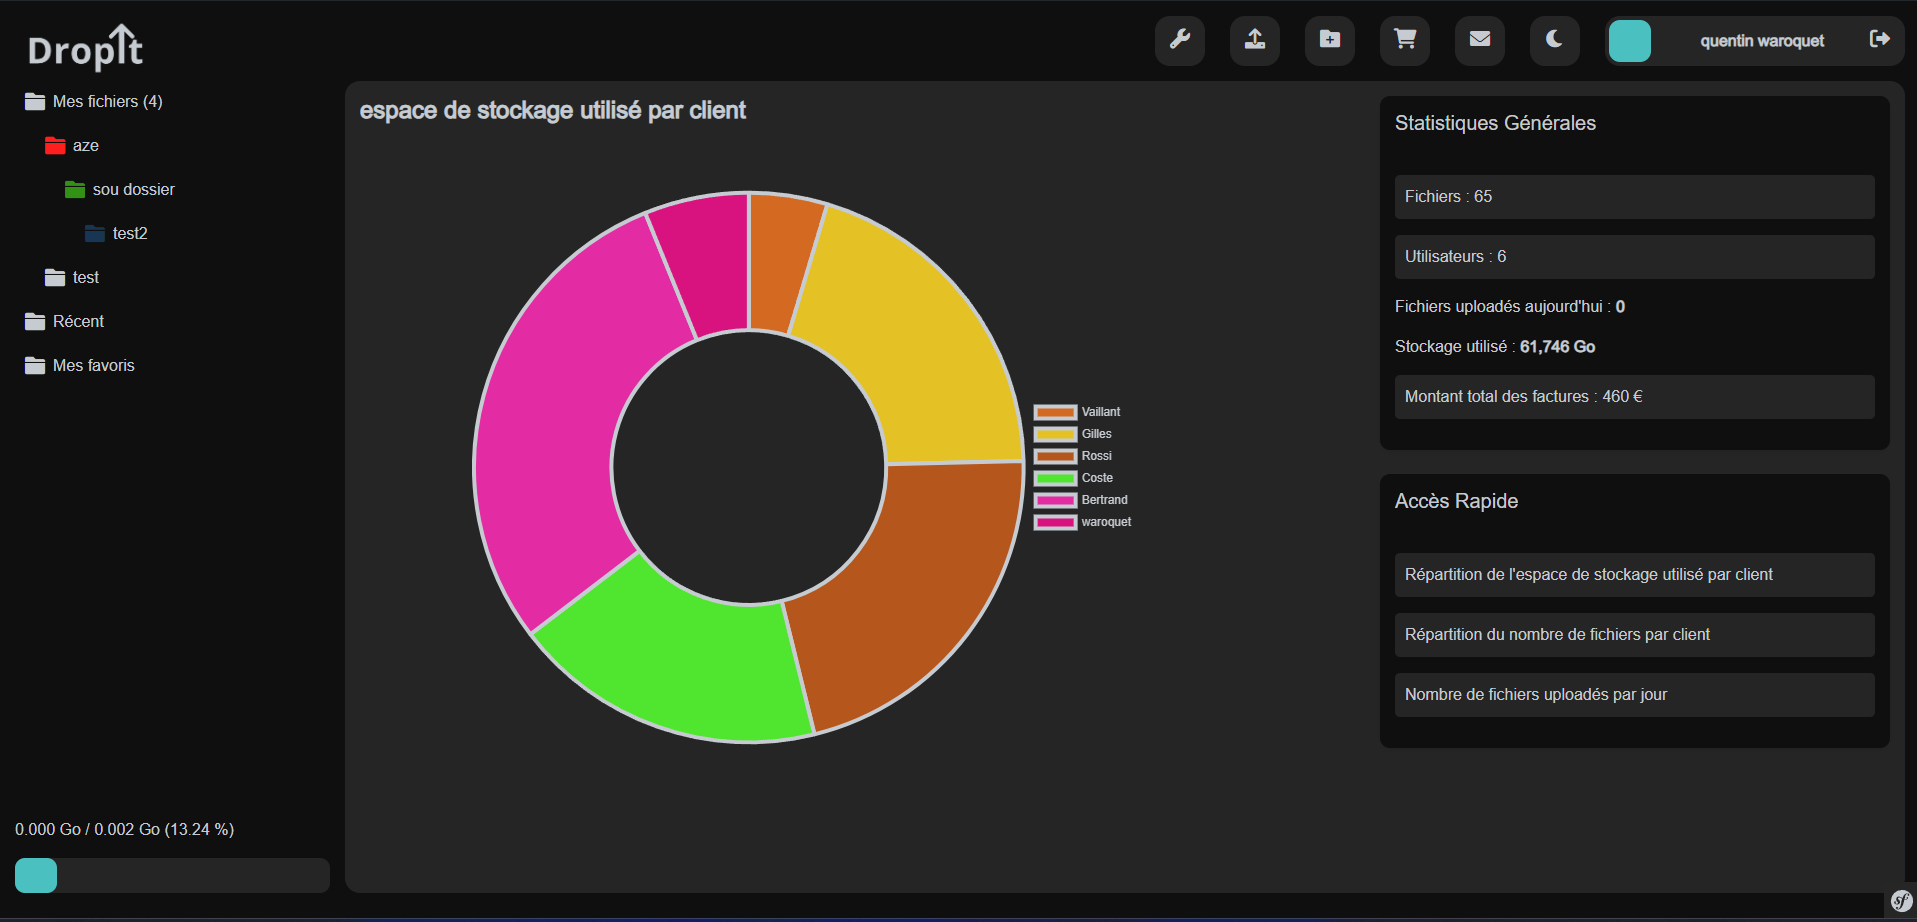 DropIt
quentin waroquet
Mes fichiers (4)
aze
sou dossier
test2
test
Récent
Mes favoris
0.000 Go / 0.002 Go (13.24 %)
espace de stockage utilisé par client
Vaillant
Gilles
Rossi
Coste
Bertrand
waroquet
Statistiques Générales
Fichiers : 65
Utilisateurs : 6
Fichiers uploadés aujourd'hui : 0
Stockage utilisé : 61,746 Go
Montant total des factures : 460 €
Accès Rapide
Répartition de l'espace de stockage utilisé par client
Répartition du nombre de fichiers par client
Nombre de fichiers uploadés par jour
sf